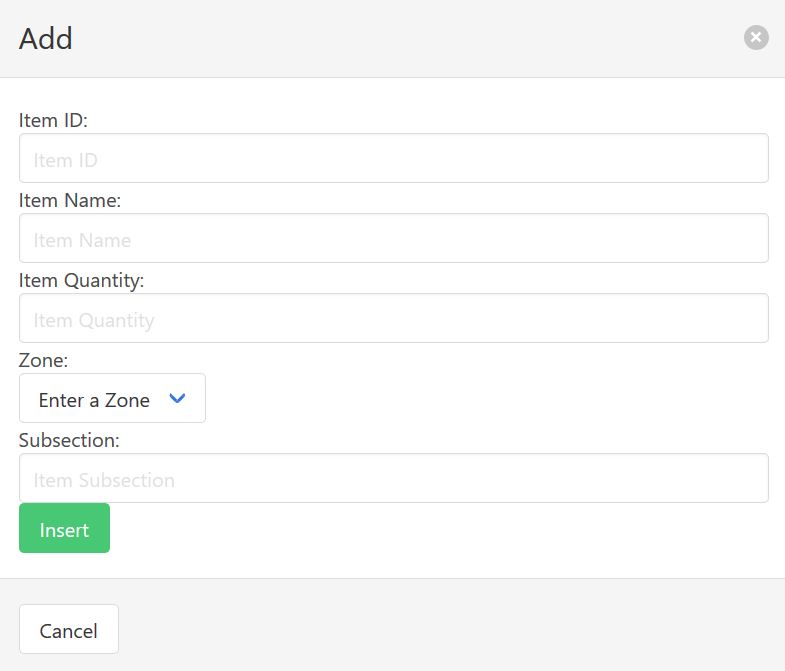 Add
Item ID:
Item ID
Item Name:
Item Name
Item Quantity:
Item Quantity
Zone:
Enter a Zone
Subsection:
Item Subsection
Insert
Cancel